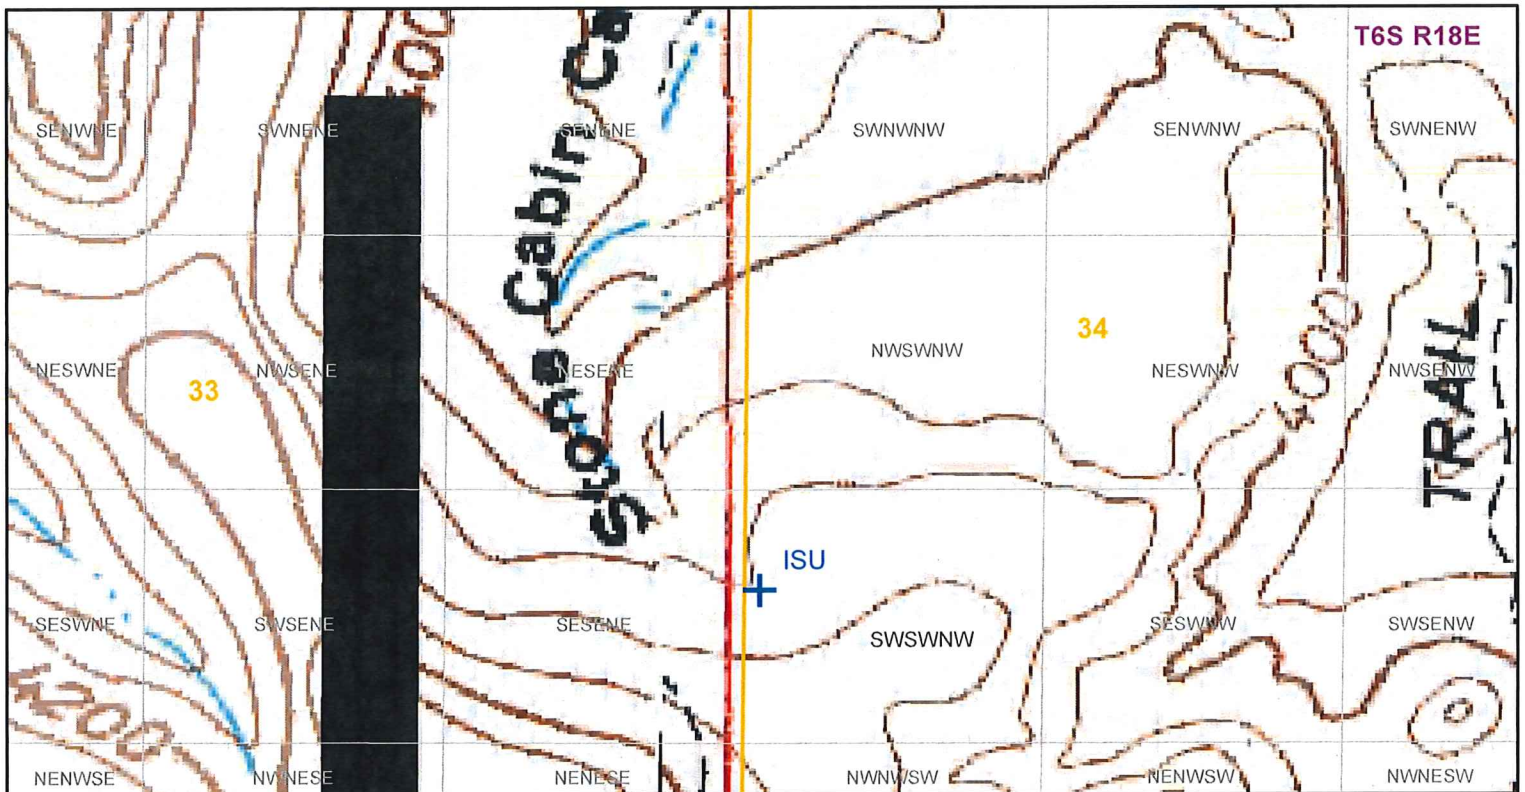 T6S R18E
SENWNE SWNENE SENENE SWNWNW SENWNW SWNENW
Stone Cabin
34
4000
TRAIL
NESWNE NWSENE NESENE NWSWNW NESWNW NWSENW
33
ISU
SESWNE SWSENE SESENE SWSWNW SESWNW SWSENW
4200
NENWSE NWNESE NENESE NWNWSW NENWSW NWNESW